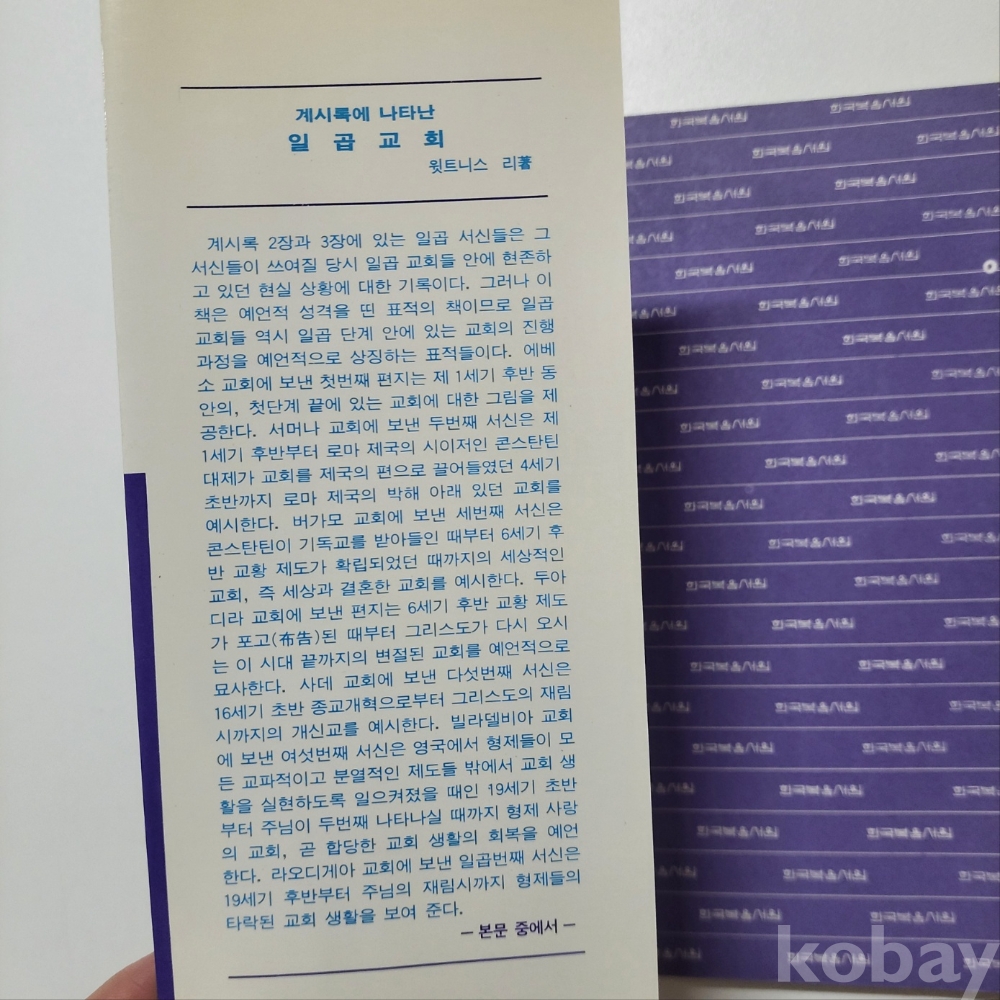 계시록에 나타난
일곱교회
윗트니스 리著
계시록 2장과 3장에 있는 일곱 서신들은 그
서신들이 쓰여질 당시 일곱 교회들 안에 현존하
고 있던 현실 상황에 대한 기록이다. 그러나 이
책은 예언적 성격을 띤 표적의 책이므로 일곱
교회들 역시 일곱 단계 안에 있는 교회의 진행
과정을 예언적으로 상징하는 표적들이다. 에베
소 교회에 보낸 첫번째 편지는 제 1세기 후반 동
안의, 첫단계 끝에 있는 교회에 대한 그림을 제
공한다. 서머나 교회에 보낸 두번째 서신은 제
1세기 후반부터 로마 제국의 시이저인 콘스탄틴
대제가 교회를 제국의 편으로 끌어들였던 4세기
초반까지 로마 제국의 박해 아래 있던 교회를
예시한다. 버가모 교회에 보낸 세번째 서신은
콘스탄틴이 기독교를 받아들인 때부터 6세기 후
반 교황 제도가 확립되었던 때까지의 세상적인
교회, 즉 세상과 결혼한 교회를 예시한다. 두아
디라 교회에 보낸 편지는 6세기 후반 교황 제도
가 포고(布告)된 때부터 그리스도가 다시 오시
는 이 시대 끝까지의 변절된 교회를 예언적으로
묘사한다. 사데 교회에 보낸 다섯번째 서신은
16세기 초반 종교개혁으로부터 그리스도의 재림
시까지의 개신교를 예시한다. 빌라델비아 교회
에 보낸 여섯번째 서신은 영국에서 형제들이 모
든 교파적이고 분열적인 제도들 밖에서 교회 생
활을 실현하도록 일으켜졌을 때인 19세기 초반
부터 주님이 두번째 나타나실 때까지 형제 사랑
의 교회, 곧 합당한 교회 생활의 회복을 예언
한다. 라오디게아 교회에 보낸 일곱번째 서신은
19세기 후반부터 주님의 재림시까지 형제들의
타락된 교회 생활을 보여 준다.
— 본문 중에서 —
한국복음서원
kobay